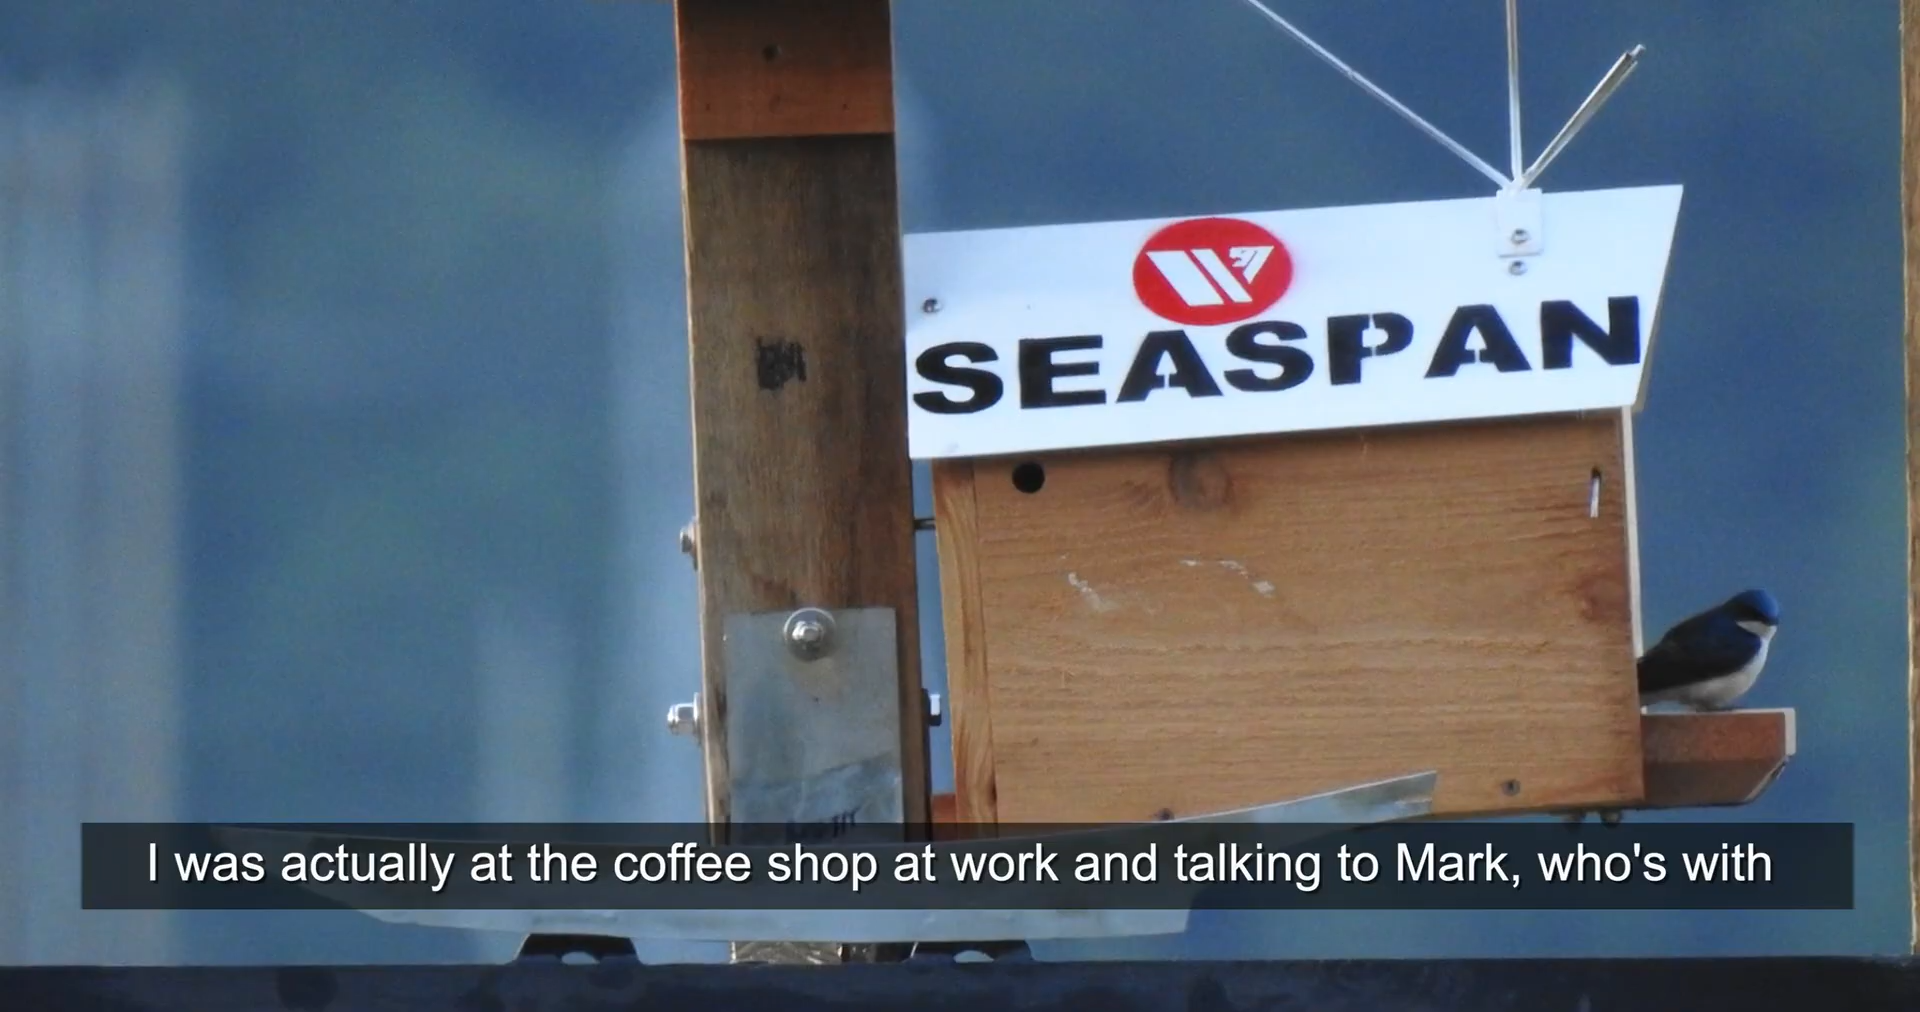 SEASPAN
I was actually at the coffee shop at work and talking to Mark, who's with